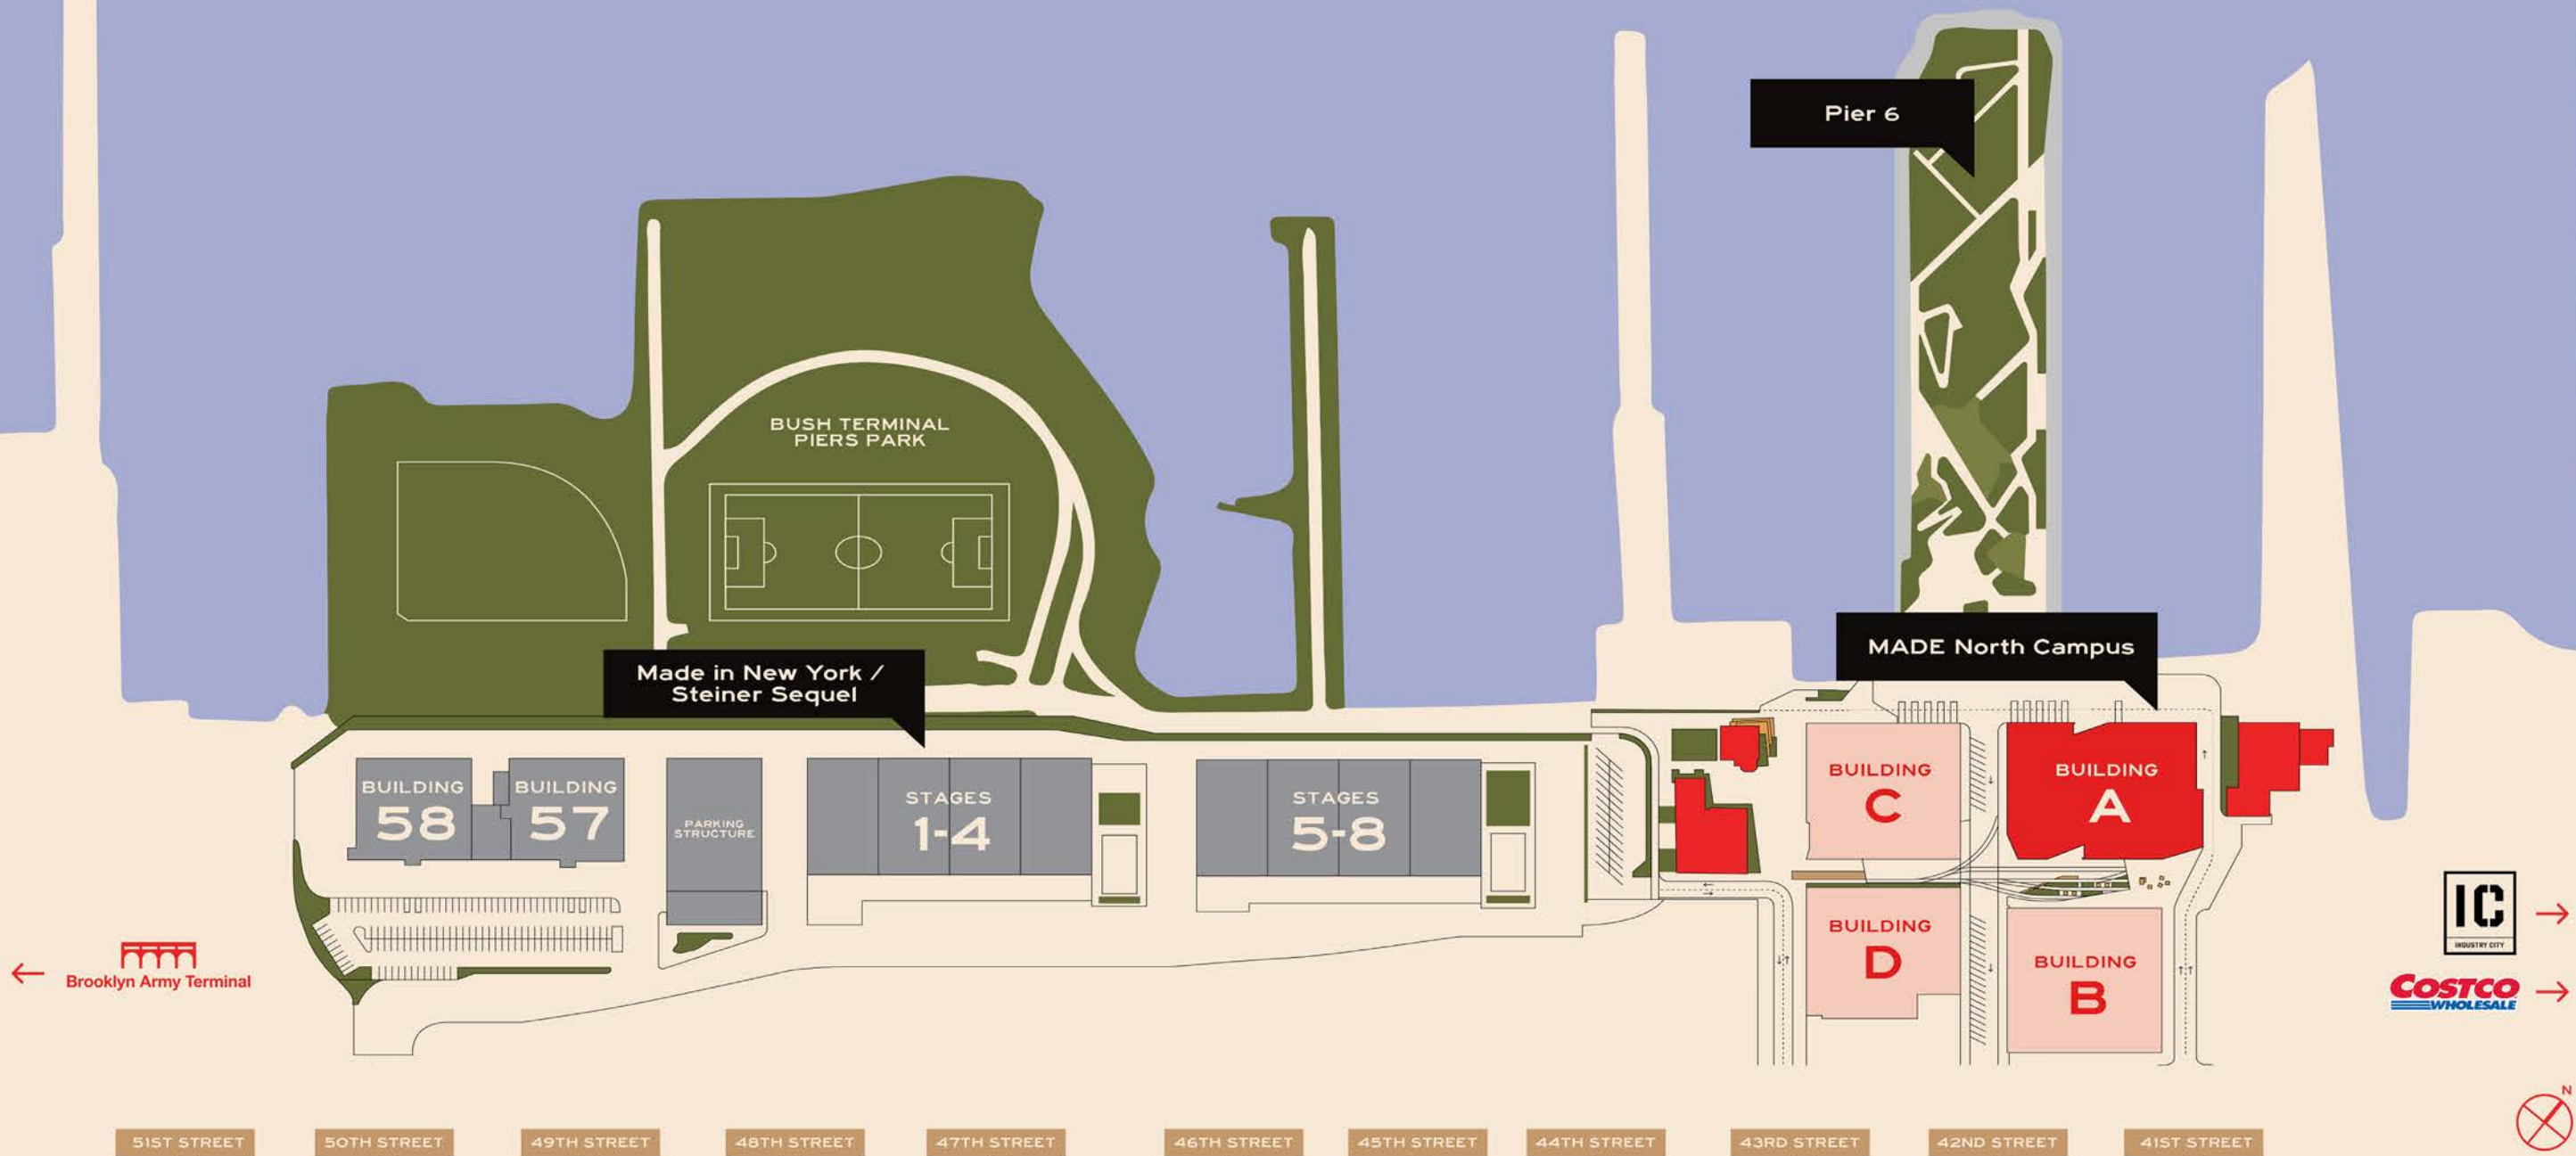 Pier 6
BUSH TERMINAL
PIERS PARK
MADE North Campus
Made in New York /
Steiner Sequel
BUILDING
58
BUILDING
57
PARKING
STRUCTURE
STAGES
1-4
STAGES
5-8
BUILDING
C
BUILDING
A
BUILDING
D
BUILDING
B
Brooklyn Army Terminal
IC
INDUSTRY CITY
COSTCO
WHOLESALE
N
51ST STREET
50TH STREET
49TH STREET
48TH STREET
47TH STREET
46TH STREET
45TH STREET
44TH STREET
43RD STREET
42ND STREET
41ST STREET